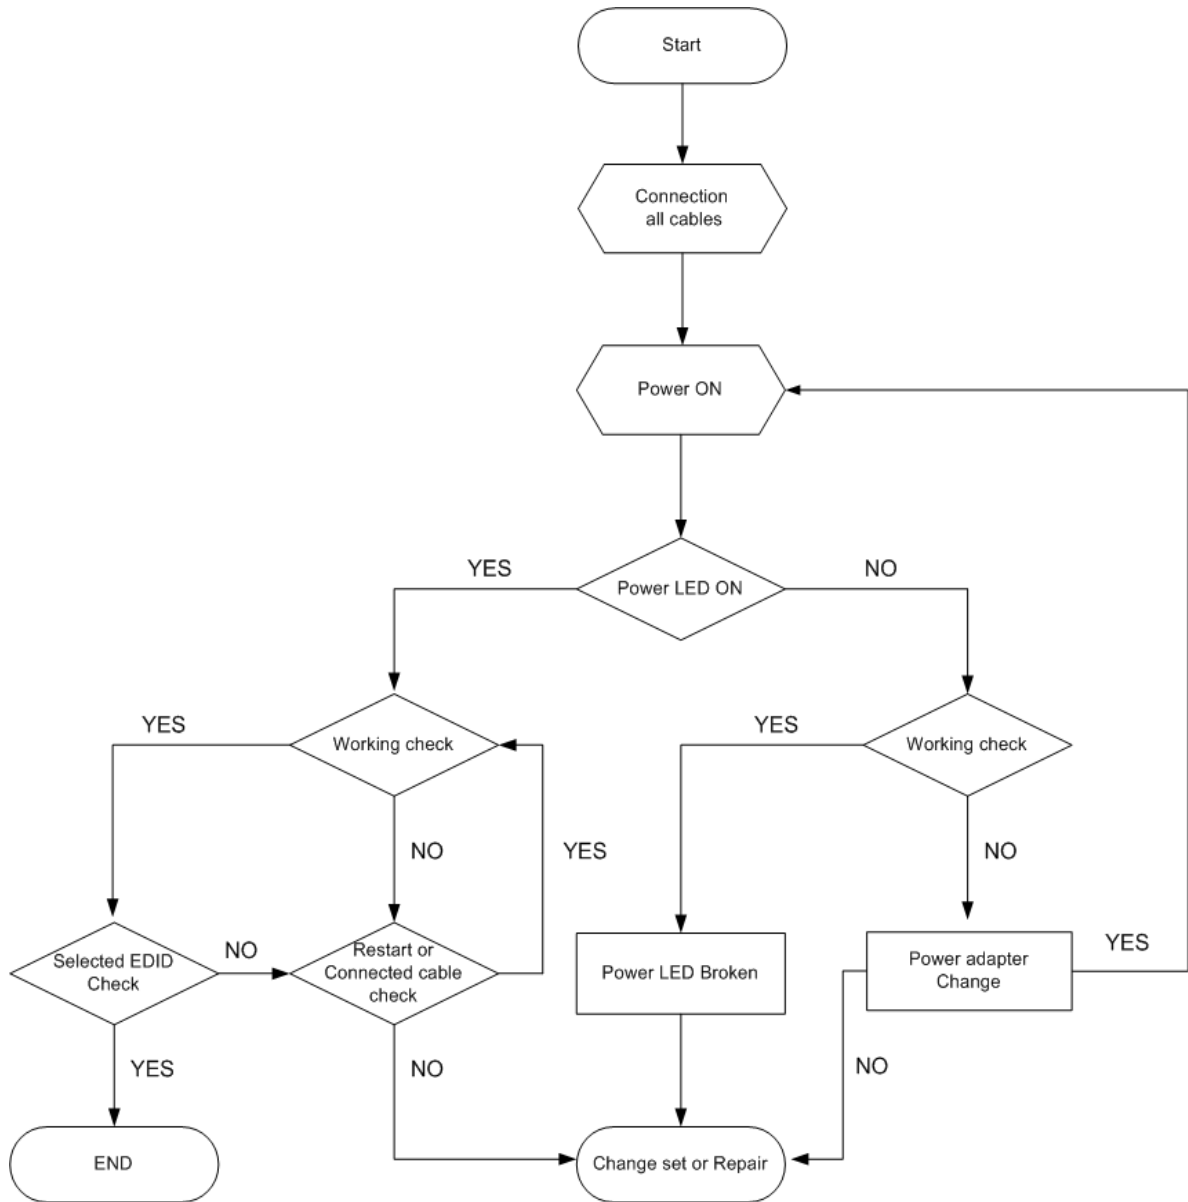 Start
Connection
all cables
Power ON
YES
Power LED ON
NO
YES
Working check
YES
Working check
NO
YES
NO
Selected EDID
Check
NO
Restart or
Connected cable
check
Power LED Broken
Power adapter
Change
YES
YES
NO
NO
END
Change set or Repair